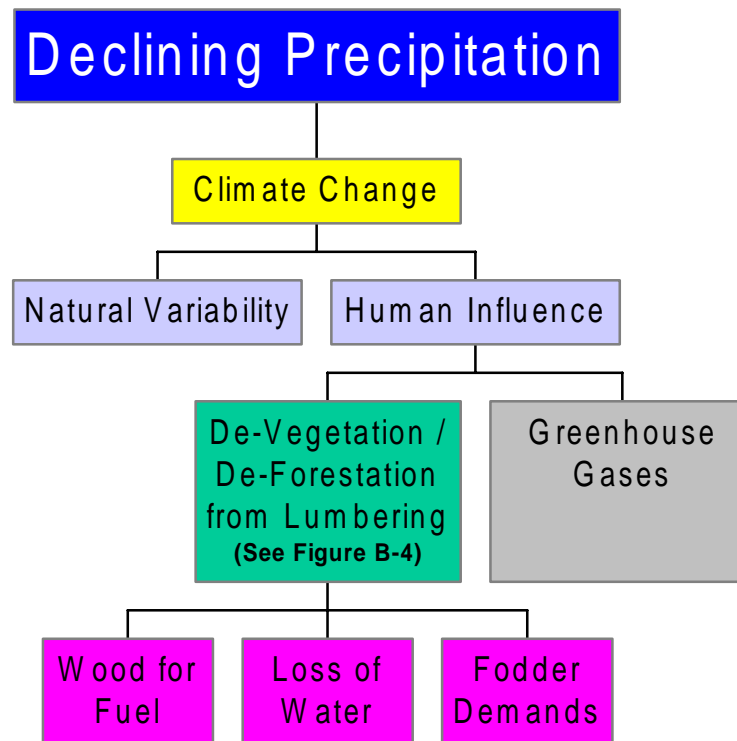 Declining Precipitation
Climate Change
Natural Variability
Human Influence
De-Vegetation /
De-Forestation
from Lumbering
(See Figure B-4)
Greenhouse
Gases
Wood for
Fuel
Loss of
Water
Fodder
Demands